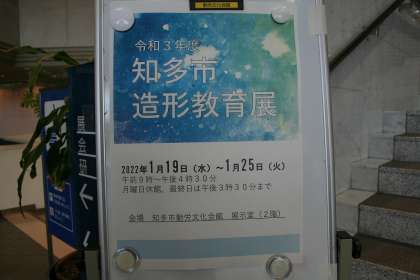 令和３年度
知多市
造形教育展
2022年1月19日（水）～1月25日（火）
午前９時～午後４時３０分
月曜日休館、最終日は午後３時３０分まで
会場　知多市勤労文化会館　展示室（２階）